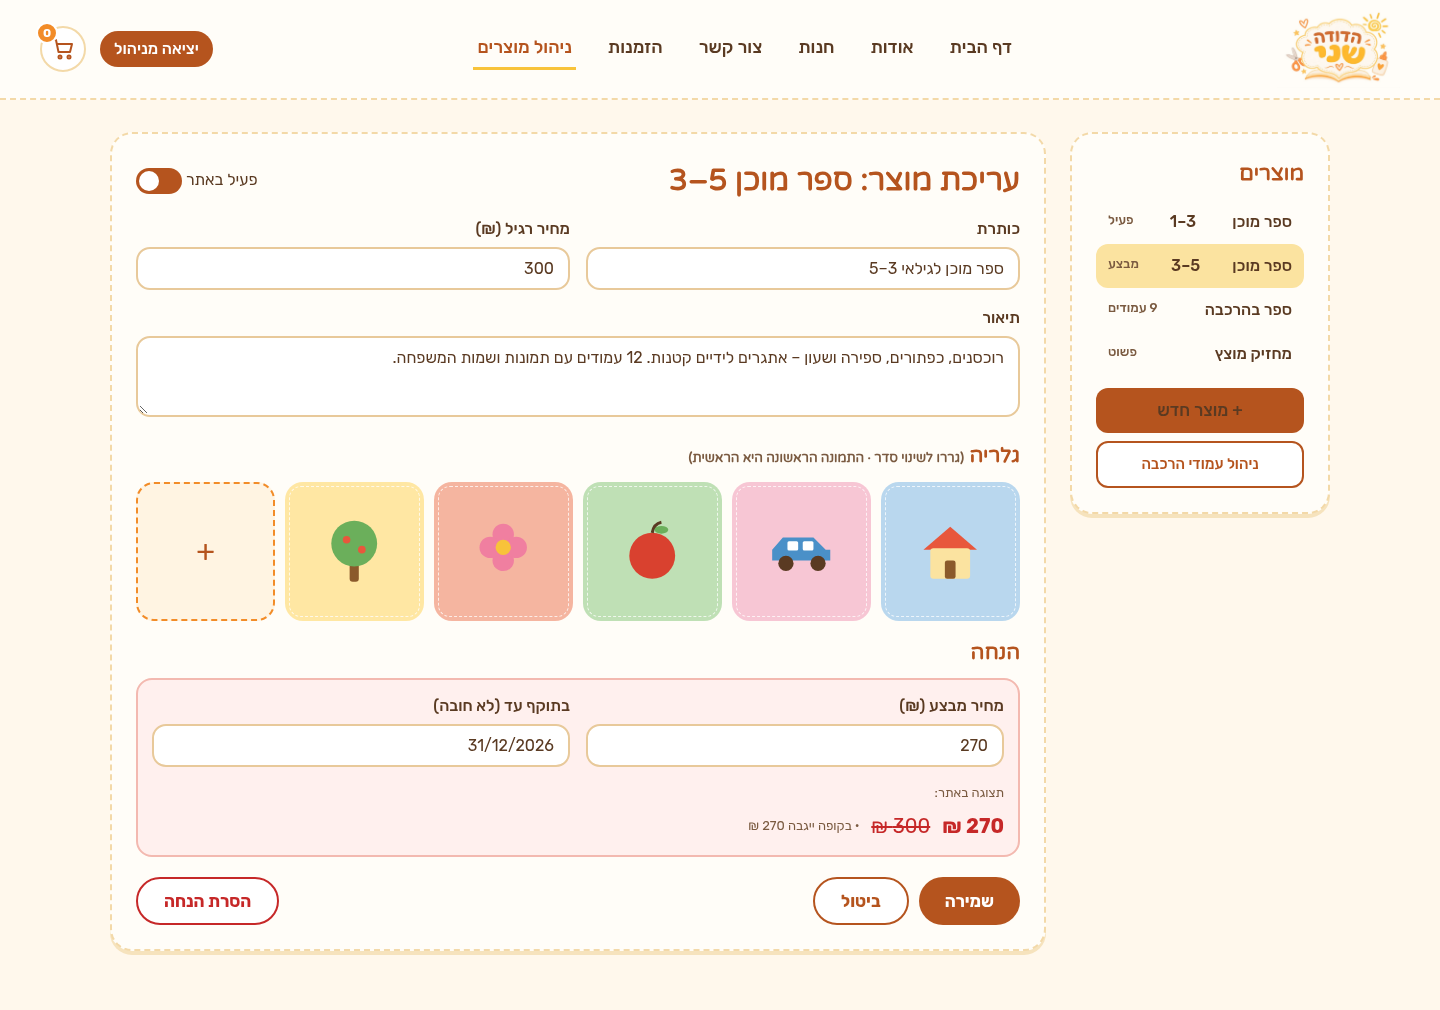 הדודה
שני
דף הבית
אודות
חנות
צור קשר
הזמנות
ניהול מוצרים
יציאה מניהול
0
מוצרים
ספר מוכן 1–3 פעיל
ספר מוכן 3–5 מבצע
ספר בהרכבה 9 עמודים
מחזיק מוצץ פשוט
+ מוצר חדש
ניהול עמודי הרכבה
עריכת מוצר: ספר מוכן 3–5
פעיל באתר
כותרת
ספר מוכן לגילאי 3–5
מחיר רגיל (₪)
300
תיאור
רוכסנים, כפתורים, ספירה ושעון – אתגרים לידיים קטנות. 12 עמודים עם תמונות ושמות המשפחה.
גלריה (גררו לשינוי סדר · התמונה הראשונה היא הראשית)
+
הנחה
מחיר מבצע (₪)
270
בתוקף עד (לא חובה)
31/12/2026
תצוגה באתר:
270 ₪ 300 ₪ • בקופה ייגבה 270 ₪
שמירה
ביטול
הסרת הנחה